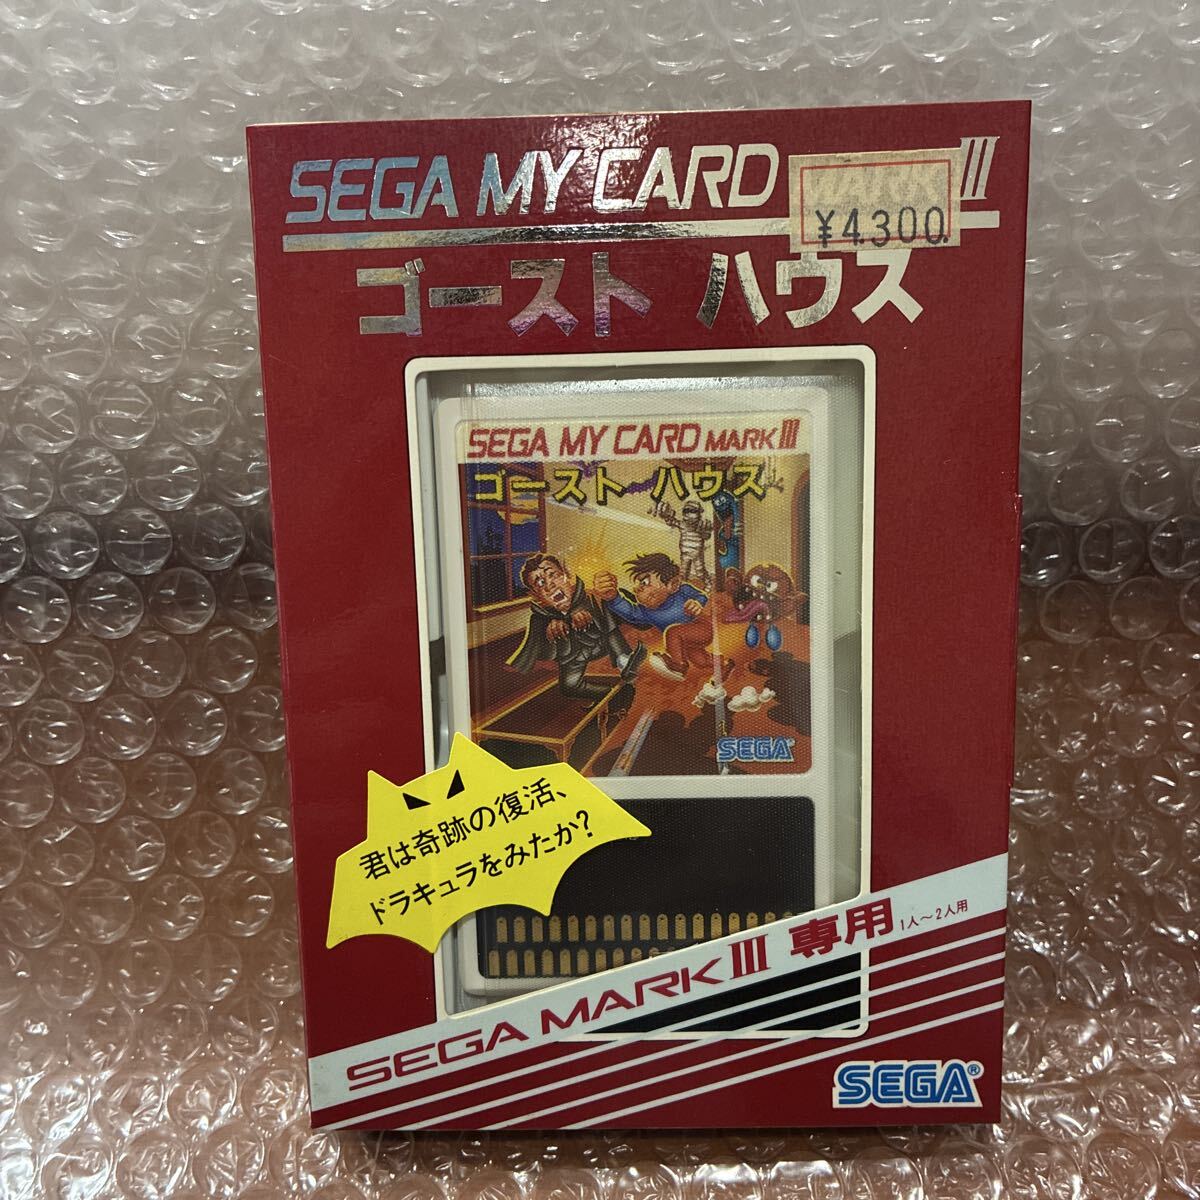 SEGA MY CARD MARK III
¥4,300.
ゴースト ハウス
SEGA MY CARD MARK III
ゴースト ハウス
SEGA
君は奇跡の復活、
ドラキュラをみたか?
SEGA MARK III 専用 1人〜2人用
SEGA®